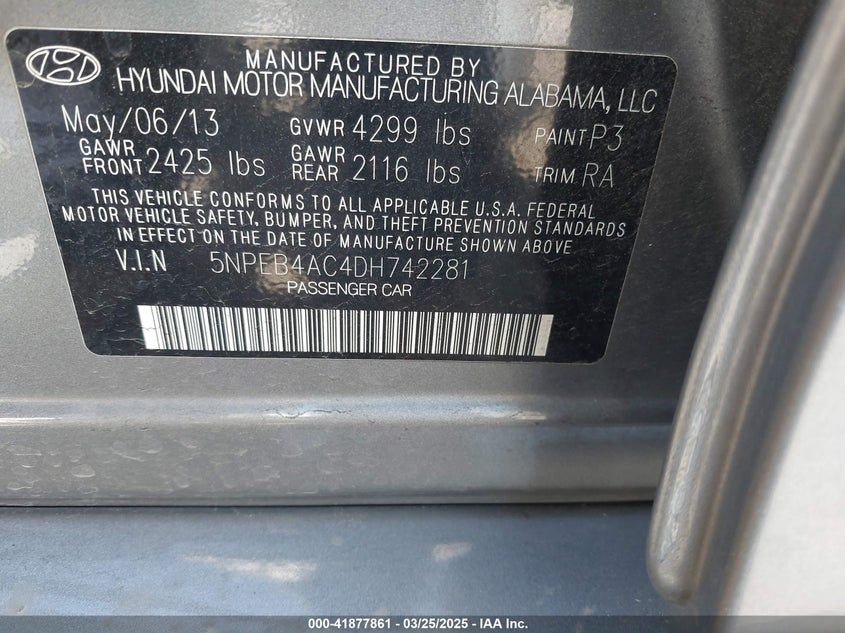 MANUFACTURED BY
HYUNDAI MOTOR MANUFACTURING ALABAMA, LLC
May/06/13 GVWR 4299 lbs PAINT P3
GAWR FRONT 2425 lbs GAWR REAR 2116 lbs TRIM RA
THIS VEHICLE CONFORMS TO ALL APPLICABLE U.S.A. FEDERAL
MOTOR VEHICLE SAFETY, BUMPER, AND THEFT PREVENTION STANDARDS
IN EFFECT ON THE DATE OF MANUFACTURE SHOWN ABOVE
V.I.N 5NPEB4AC4DH742281
PASSENGER CAR
000-41877861 | 03/25/2025 - IAA Inc.